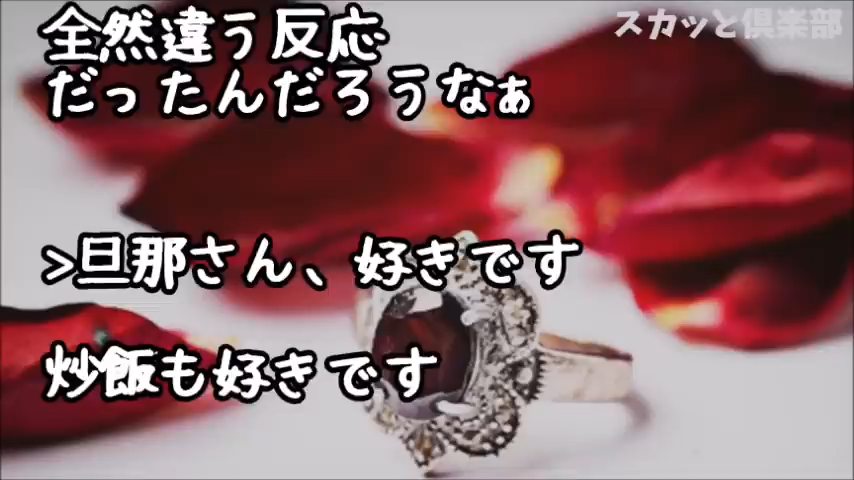 スカッと倶楽部
全然違う反応
だったんだろうなぁ
>旦那さん、好きです
炒飯も好きです